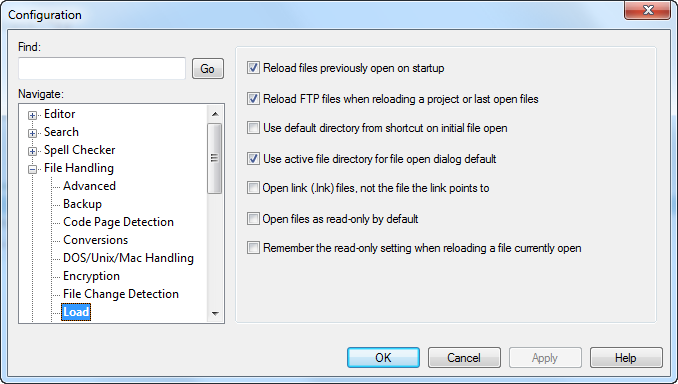 Configuration
Find:
Go
Navigate:
Editor
Search
Spell Checker
File Handling
Advanced
Backup
Code Page Detection
Conversions
DOS/Unix/Mac Handling
Encryption
File Change Detection
Load
Reload files previously open on startup
Reload FTP files when reloading a project or last open files
Use default directory from shortcut on initial file open
Use active file directory for file open dialog default
Open link (.lnk) files, not the file the link points to
Open files as read-only by default
Remember the read-only setting when reloading a file currently open
OK
Cancel
Apply
Help